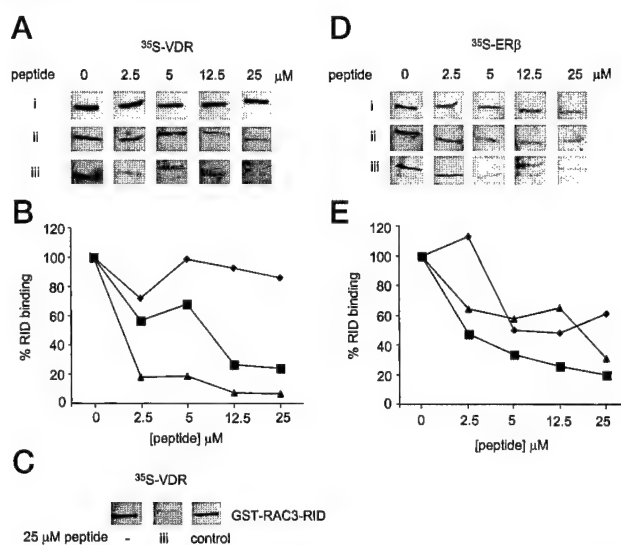 A
³⁵S-VDR
peptide 0 2.5 5 12.5 25 μM
i
ii
iii
B
120
100
80
60
40
20
0
% RID binding
0 2.5 5 12.5 25
[peptide] μM
C
³⁵S-VDR
GST-RAC3-RID
25 μM peptide - iii control
D
³⁵S-ERβ
peptide 0 2.5 5 12.5 25 μM
i
ii
iii
E
120
100
80
60
40
20
0
% RID binding
0 2.5 5 12.5 25
[peptide] μM